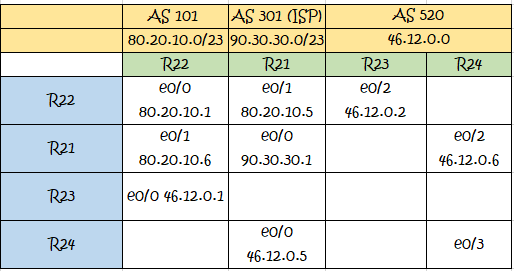 AS 101 AS 301 (ISP) AS 520
80.20.10.0/23 90.30.30.0/23 46.12.0.0
R22 R21 R23 R24
R22 e0/0 80.20.10.1 e0/1 80.20.10.5 e0/2 46.12.0.2
R21 e0/1 80.20.10.6 e0/0 90.30.30.1 e0/2 46.12.0.6
R23 e0/0 46.12.0.1
R24 e0/0 46.12.0.5 e0/3